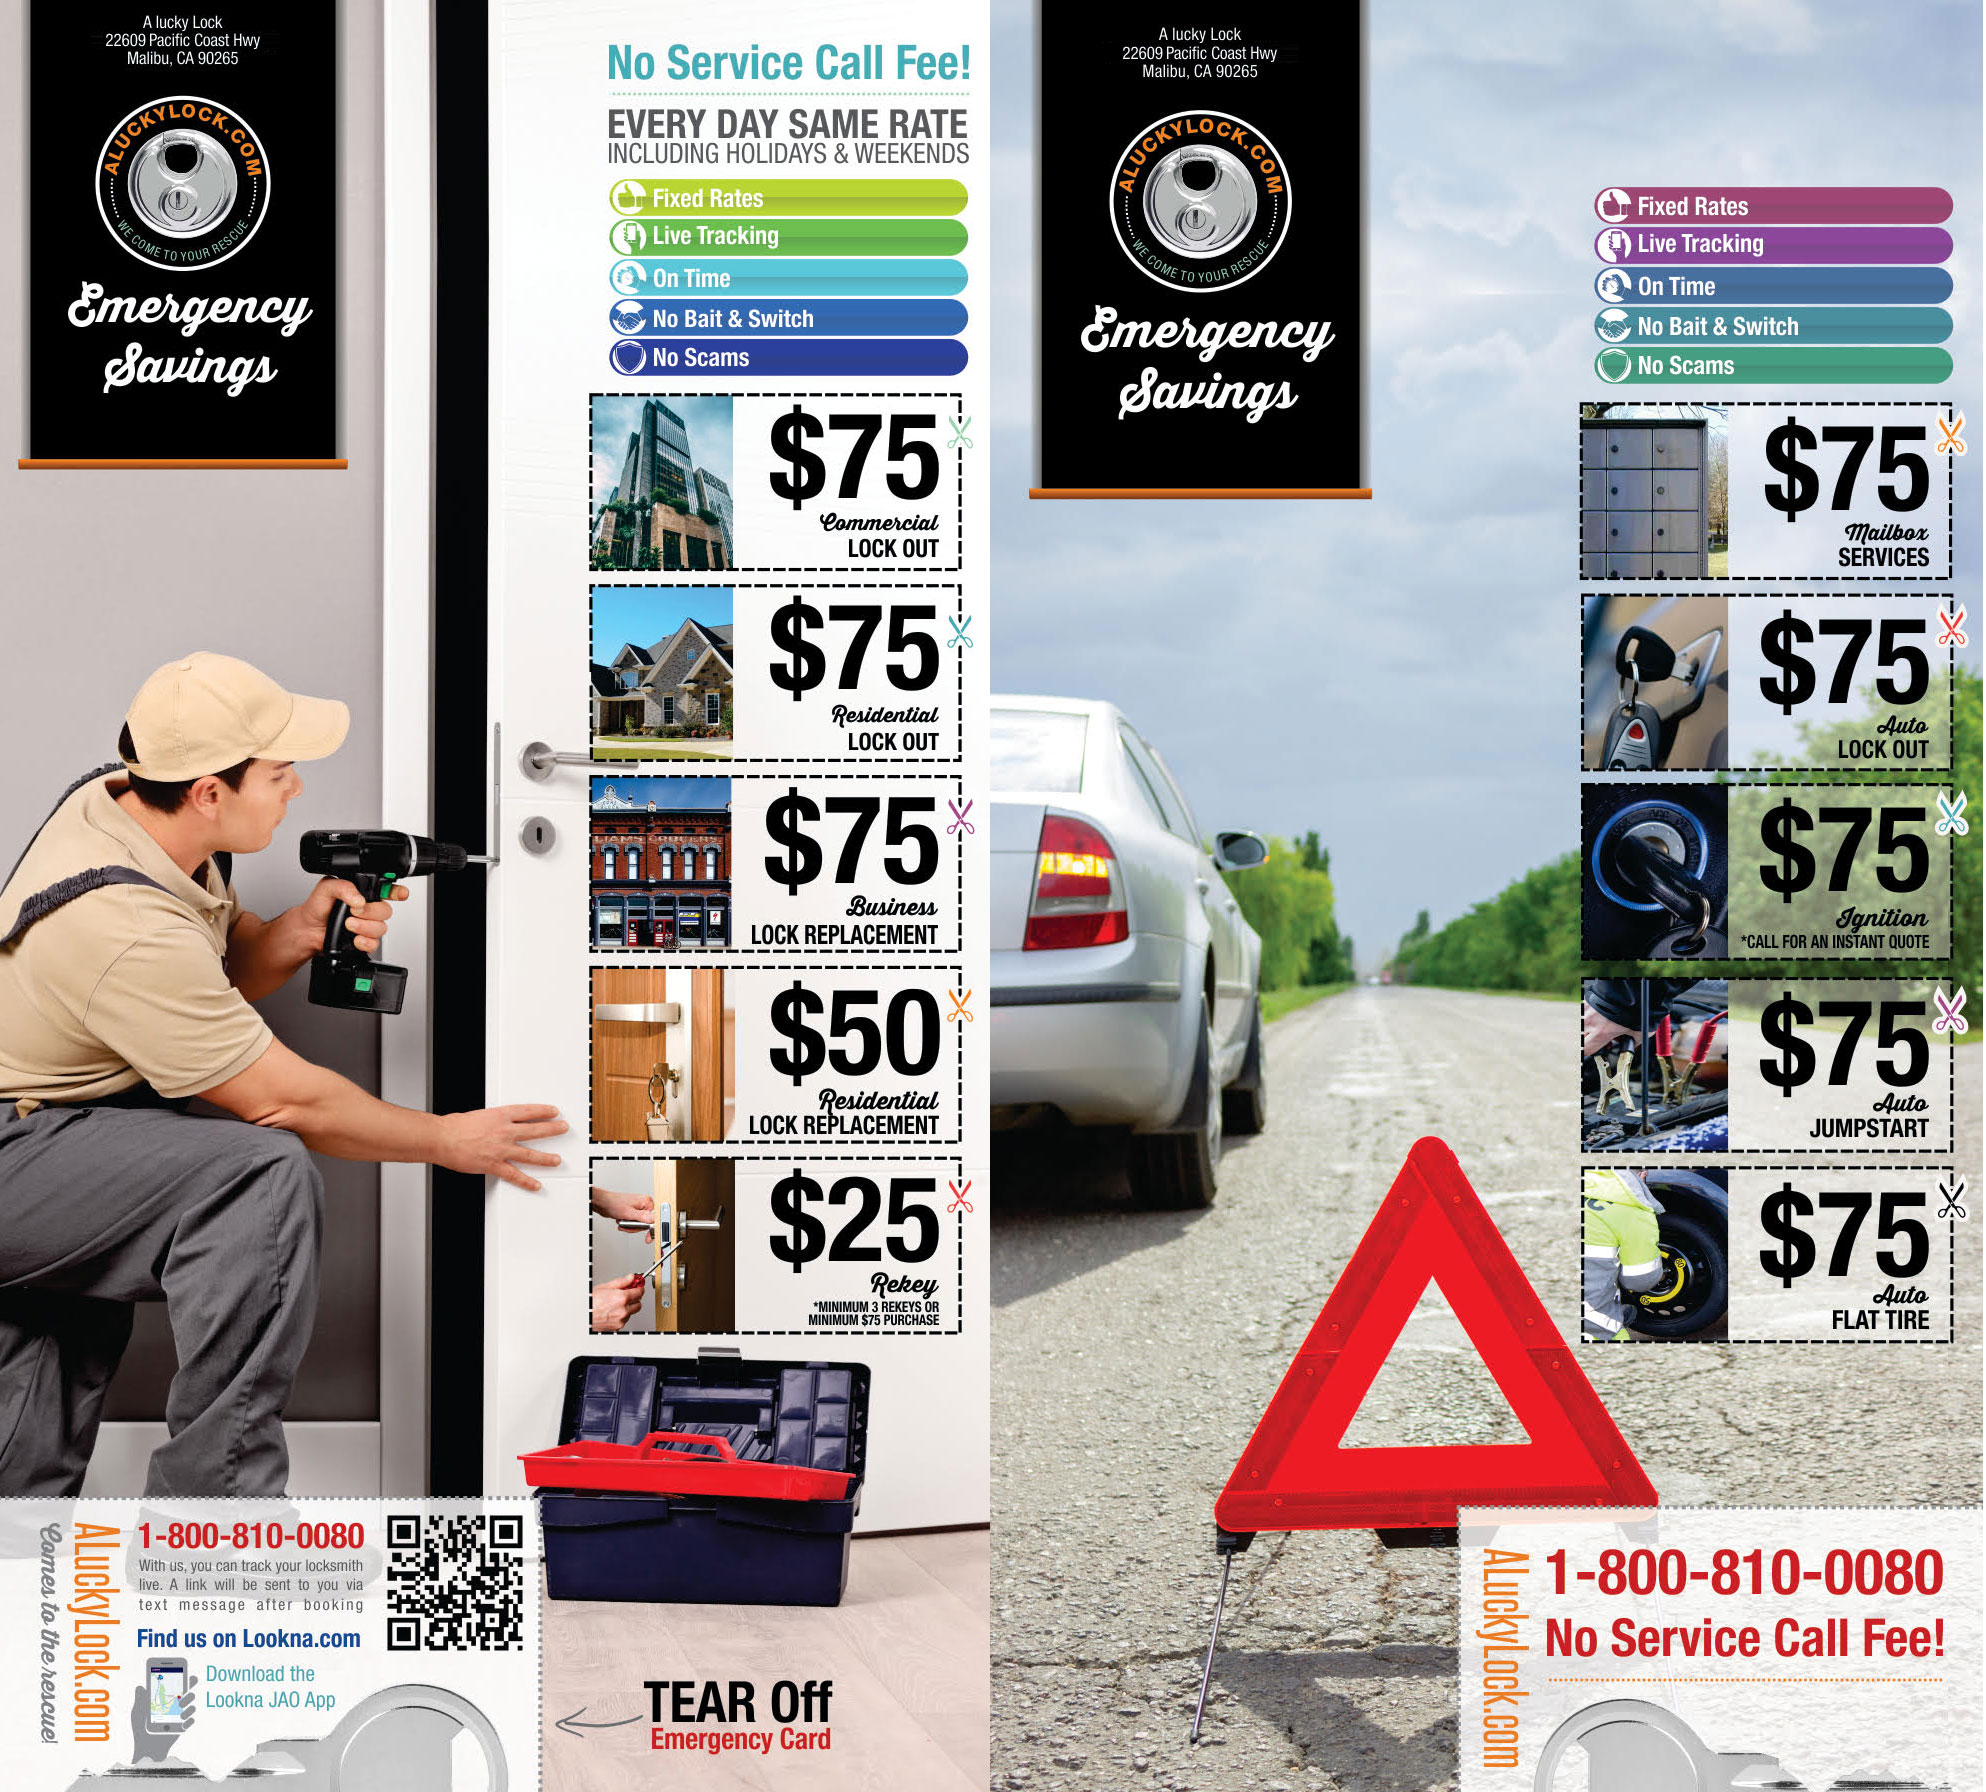 A lucky Lock
22609 Pacific Coast Hwy
Malibu, CA 90265
ALUCKYLOCK.COM
WE COME TO YOUR RESCUE
Emergency
Savings
No Service Call Fee!
EVERY DAY SAME RATE
INCLUDING HOLIDAYS & WEEKENDS
Fixed Rates
Live Tracking
On Time
No Bait & Switch
No Scams
$75
Commercial
LOCK OUT
$75
Residential
LOCK OUT
$75
Business
LOCK REPLACEMENT
$50
Residential
LOCK REPLACEMENT
$25
Rekey
*MINIMUM 3 REKEYS OR
MINIMUM $75 PURCHASE
Comes to the rescue!
ALuckyLock.com
1-800-810-0080
With us, you can track your locksmith
live. A link will be sent to you via
text message after booking
Find us on Lookna.com
Download the
Lookna JAO App
TEAR Off
Emergency Card
A lucky Lock
22609 Pacific Coast Hwy
Malibu, CA 90265
ALUCKYLOCK.COM
WE COME TO YOUR RESCUE
Emergency
Savings
Fixed Rates
Live Tracking
On Time
No Bait & Switch
No Scams
$75
Mailbox
SERVICES
$75
Auto
LOCK OUT
$75
Ignition
*CALL FOR AN INSTANT QUOTE
$75
Auto
JUMPSTART
$75
Auto
FLAT TIRE
ALuckyLock.com
1-800-810-0080
No Service Call Fee!